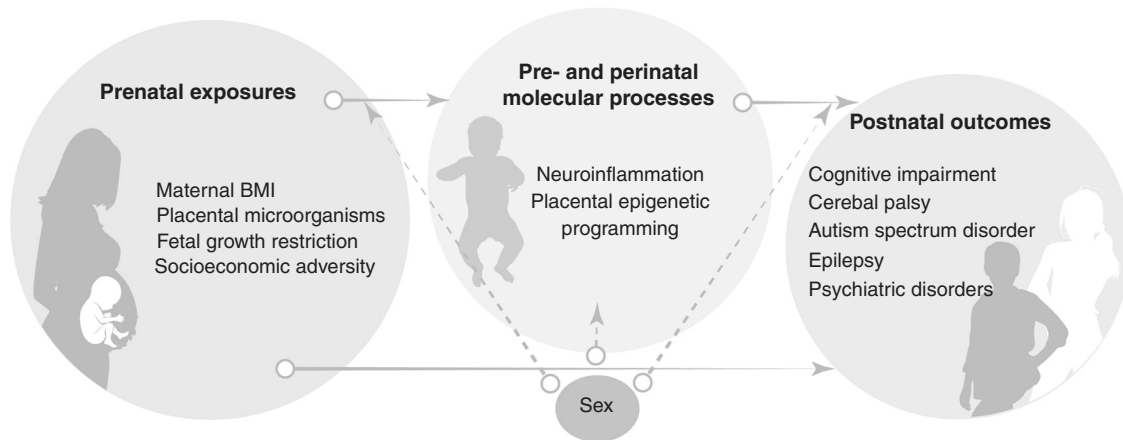 Prenatal exposures
Maternal BMI
Placental microorganisms
Fetal growth restriction
Socioeconomic adversity
Pre- and perinatal
molecular processes
Neuroinflammation
Placental epigenetic
programming
Postnatal outcomes
Cognitive impairment
Cerebral palsy
Autism spectrum disorder
Epilepsy
Psychiatric disorders
Sex